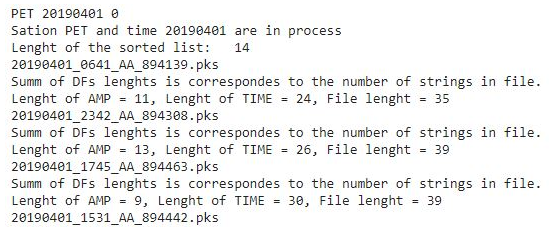 PET 20190401 0
Sation PET and time 20190401 are in process
Lenght of the sorted list:   14
20190401_0641_AA_894139.pks
Summ of DFs lenghts is correspondes to the number of strings in file.
Lenght of AMP = 11, Lenght of TIME = 24, File lenght = 35
20190401_2342_AA_894308.pks
Summ of DFs lenghts is correspondes to the number of strings in file.
Lenght of AMP = 13, Lenght of TIME = 26, File lenght = 39
20190401_1745_AA_894463.pks
Summ of DFs lenghts is correspondes to the number of strings in file.
Lenght of AMP = 9, Lenght of TIME = 30, File lenght = 39
20190401_1531_AA_894442.pks